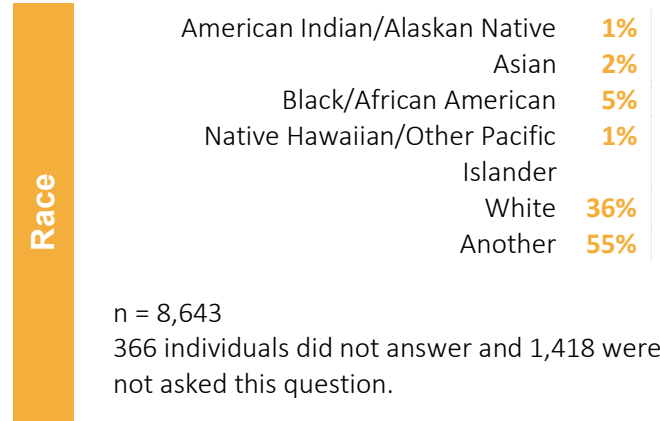 Race
American Indian/Alaskan Native 1%
Asian 2%
Black/African American 5%
Native Hawaiian/Other Pacific 1%
Islander
White 36%
Another 55%
n = 8,643
366 individuals did not answer and 1,418 were
not asked this question.